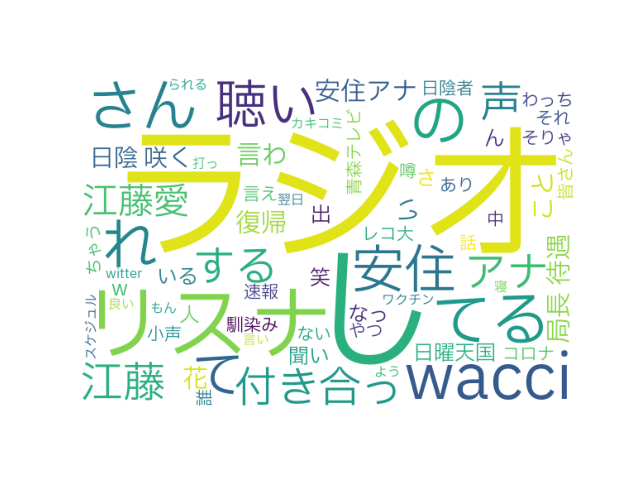 られる
さん
聴い
安住アナ
日陰者
わっち
それ
の
声
カキコミ
青森テレビ
ん
そりゃ
日陰
咲く
打っ
言わ
ラジオ
噂
さ
あり
こと
皆さん
江藤愛
言え
翌日
復帰
出
つ
中
ちゃう
れ
レコ大
話
witter
w
いる
する
速報
笑
安住
アナ
待遇
局長
寝
スケジュル
良い
もん
人
リスナ
し
ワクチン
てる
小声
馴染み
ない
なっ
やつ
言い
聞い
日曜天国
コロナ
江藤
花
誰
て
付き合っ
よう
wacci